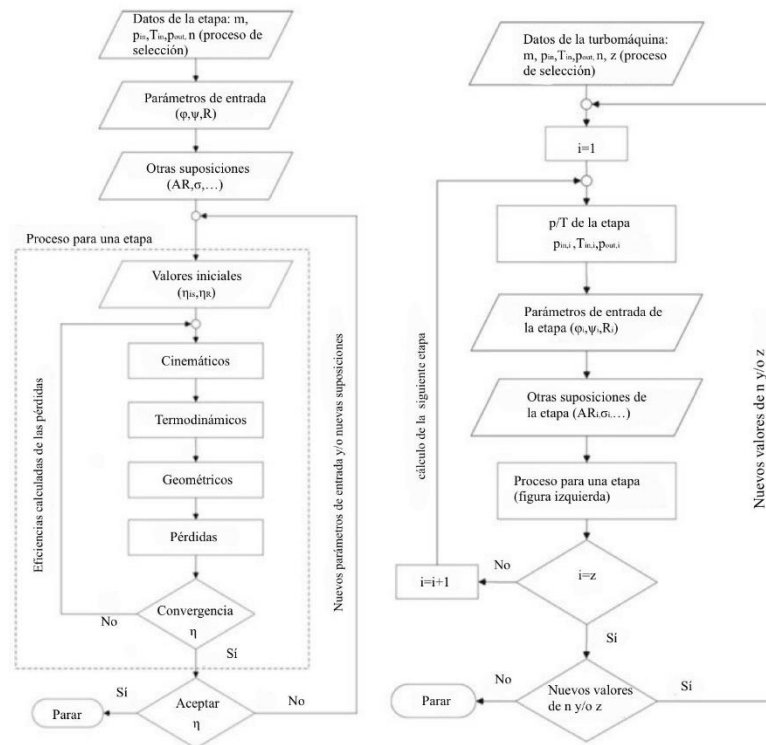 Datos de la etapa: m,
pin,Tin,pout, n (proceso
de selección)
Parámetros de entrada
(φ,ψ,R)
Otras suposiciones
(AR,σ,…)
Proceso para una etapa
Valores iniciales
(ηis,ηR)
Cinemáticos
Termodinámicos
Geométricos
Pérdidas
Convergencia
η
No
Sí
Eficiencias calculadas de las pérdidas
Nuevos parámetros de entrada y/o nuevas suposiciones
Aceptar
η
Sí
No
Parar
Datos de la turbomáquina:
m, pin,Tin,pout, n, z (proceso
de selección)
i=1
p/T de la etapa
pin,i ,Tin,i,pout,i
Parámetros de entrada de
la etapa (φi,ψi,Ri)
Otras suposiciones de
la etapa (ARi,σi,…)
Proceso para una etapa
(figura izquierda)
i=z
No
i=i+1
Sí
cálculo de la siguiente etapa
Nuevos valores
de n y/o z
No
Parar
Sí
Nuevos valores de n y/o z